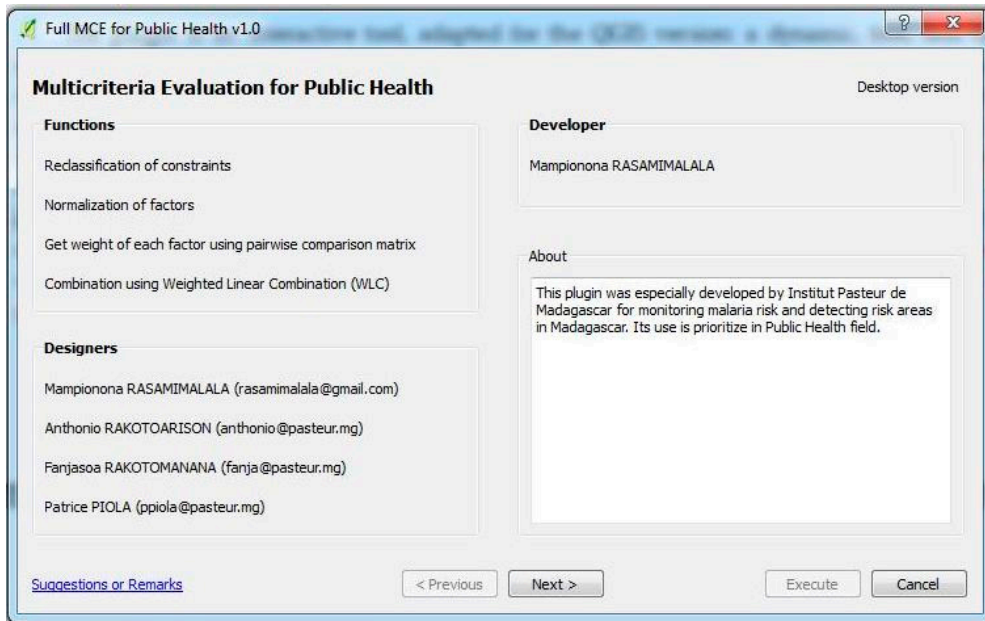 Full MCE for Public Health v1.0
Multicriteria Evaluation for Public Health
Desktop version
Functions
Reclassification of constraints
Normalization of factors
Get weight of each factor using pairwise comparison matrix
Combination using Weighted Linear Combination (WLC)
Designers
Mampionona RASAMIMALALA (rasamimalala@gmail.com)
Anthonio RAKOTOARISON (anthonio@pasteur.mg)
Fanjasoa RAKOTOMANANA (fanja@pasteur.mg)
Patrice PIOLA (ppiola@pasteur.mg)
Developer
Mampionona RASAMIMALALA
About
This plugin was especially developed by Institut Pasteur de
Madagascar for monitoring malaria risk and detecting risk areas
in Madagascar. Its use is prioritize in Public Health field.
Suggestions or Remarks
< Previous
Next >
Execute
Cancel